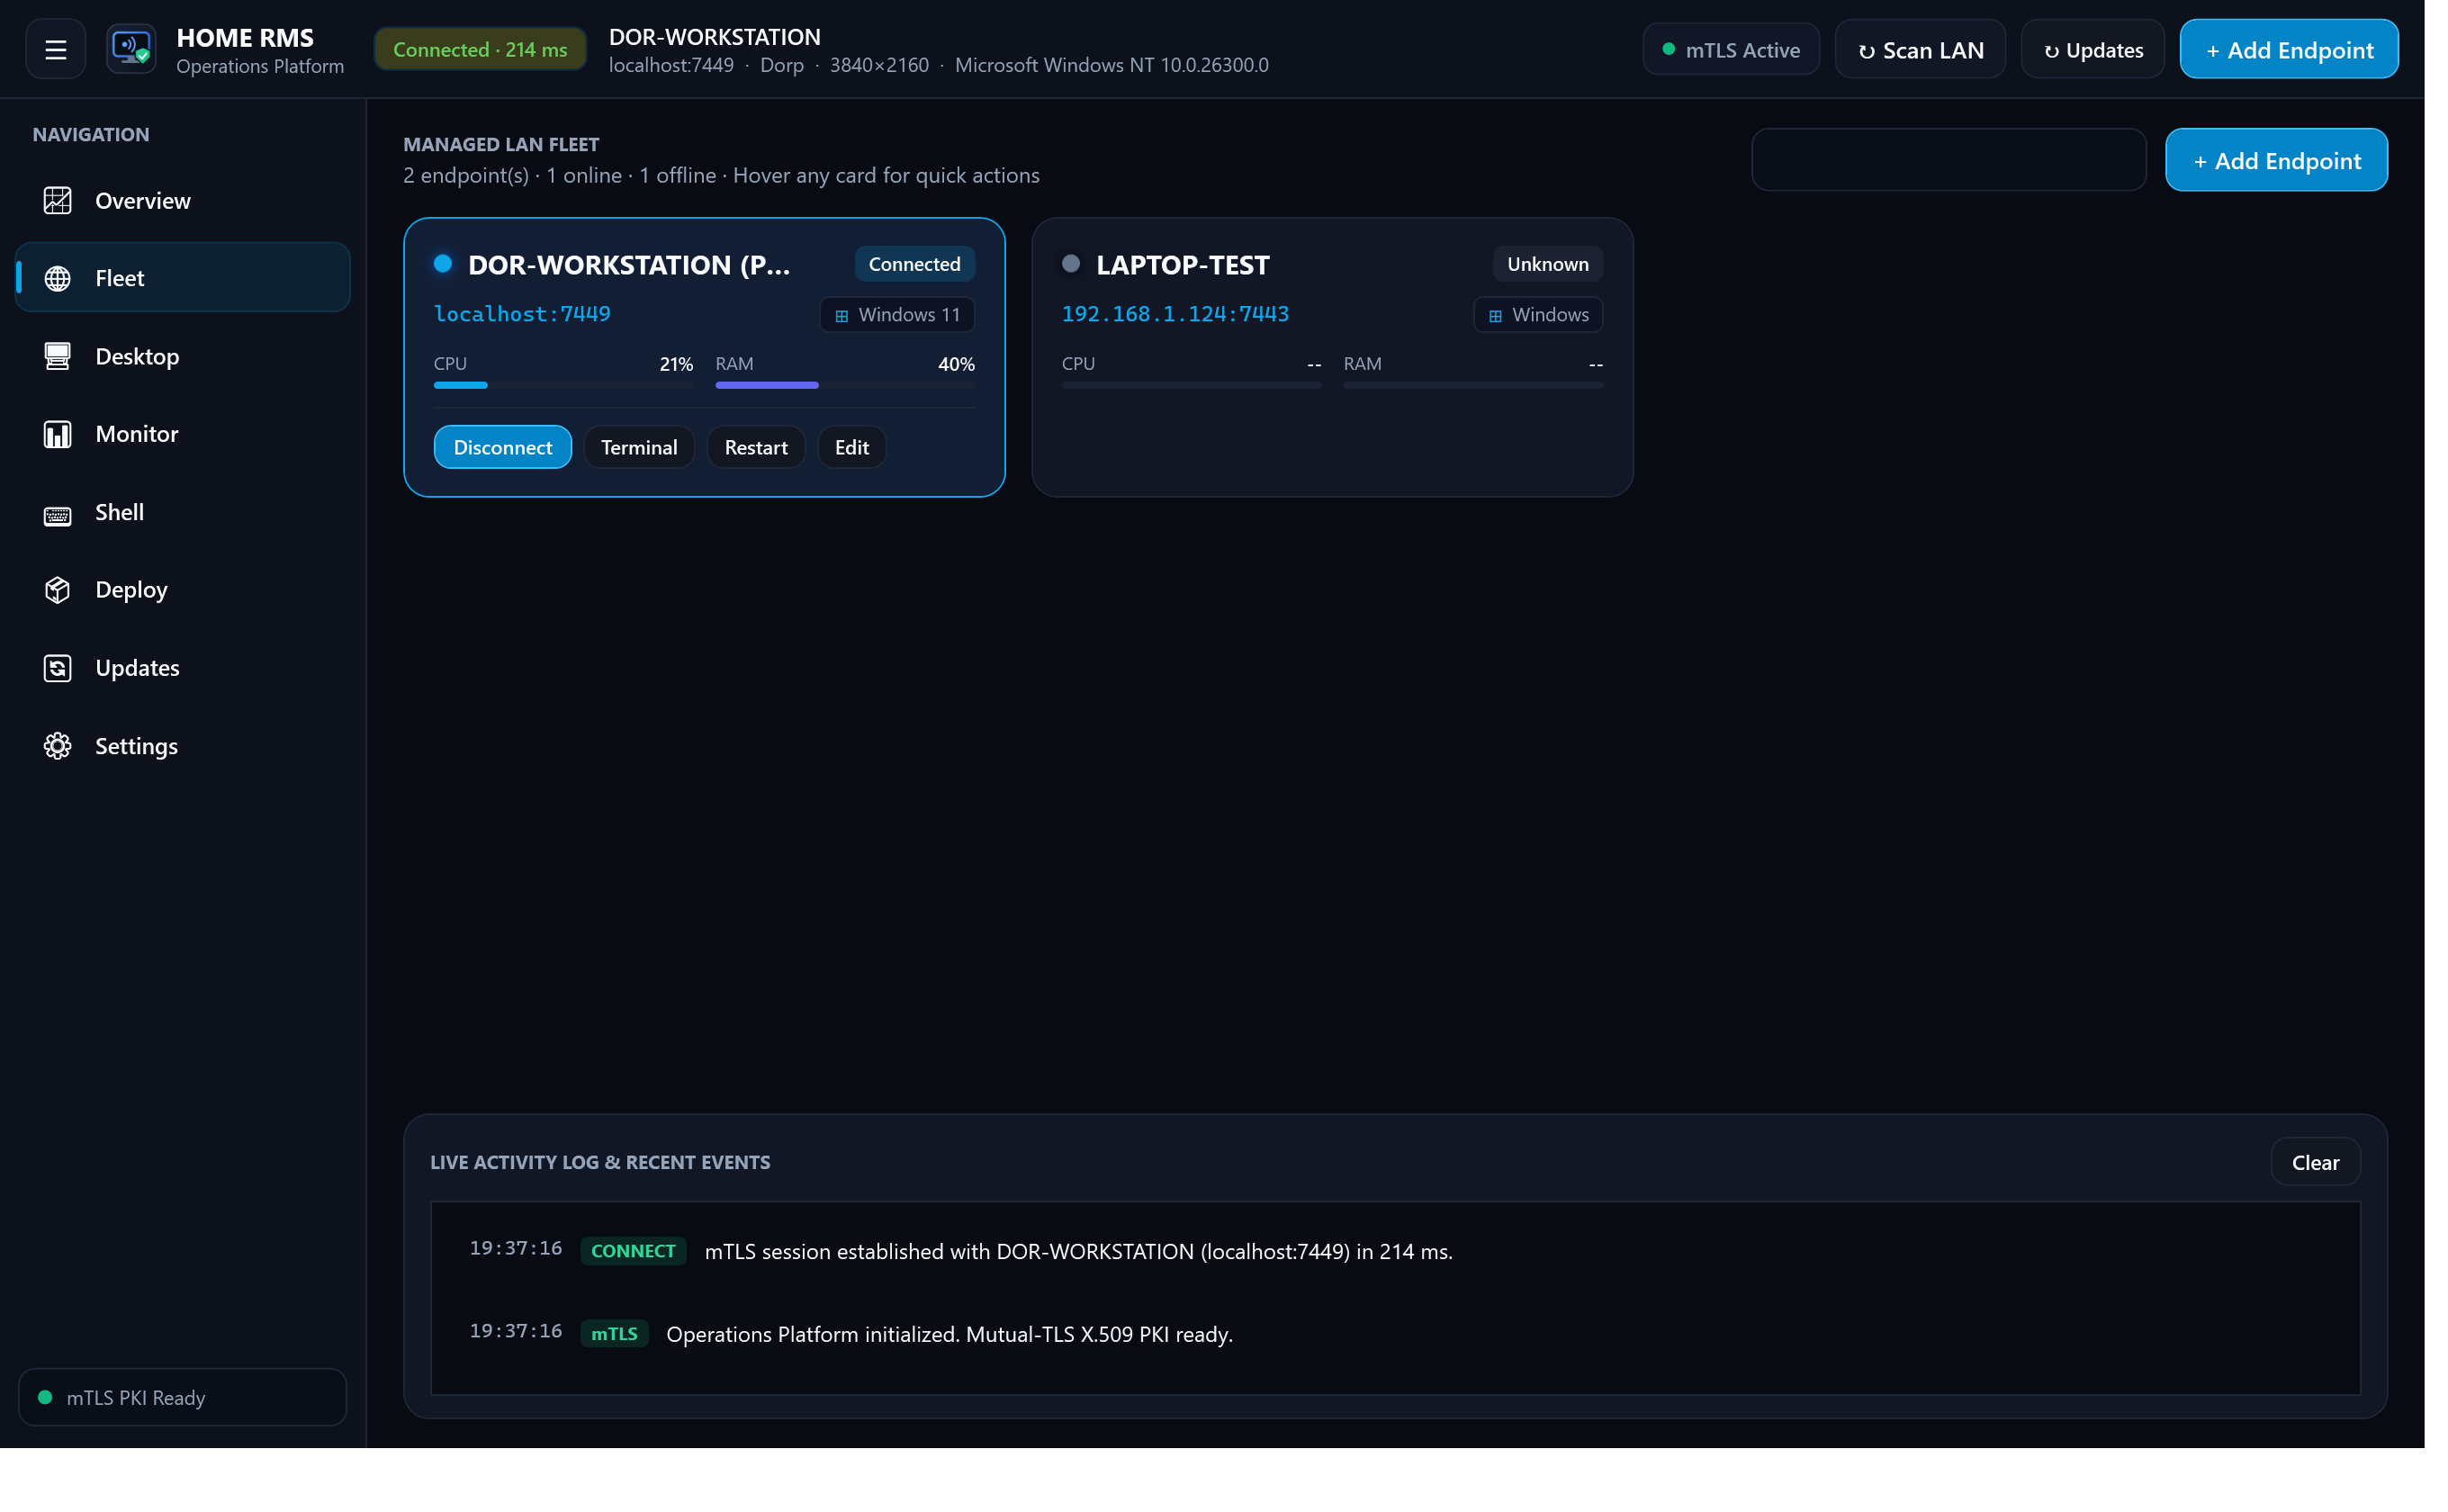 HOME RMS
Operations Platform
Connected · 214 ms
DOR-WORKSTATION
localhost:7449 · Dorp · 3840×2160 · Microsoft Windows NT 10.0.26300.0
mTLS Active
↻ Scan LAN
↻ Updates
+ Add Endpoint
NAVIGATION
Overview
Fleet
Desktop
Monitor
Shell
Deploy
Updates
Settings
mTLS PKI Ready
MANAGED LAN FLEET
2 endpoint(s) · 1 online · 1 offline · Hover any card for quick actions
+ Add Endpoint
DOR-WORKSTATION (P...
Connected
localhost:7449
⊞ Windows 11
CPU 21% RAM 40%
Disconnect Terminal Restart Edit
LAPTOP-TEST
Unknown
192.168.1.124:7443
⊞ Windows
CPU -- RAM --
LIVE ACTIVITY LOG & RECENT EVENTS
Clear
19:37:16 CONNECT mTLS session established with DOR-WORKSTATION (localhost:7449) in 214 ms.
19:37:16 mTLS Operations Platform initialized. Mutual-TLS X.509 PKI ready.